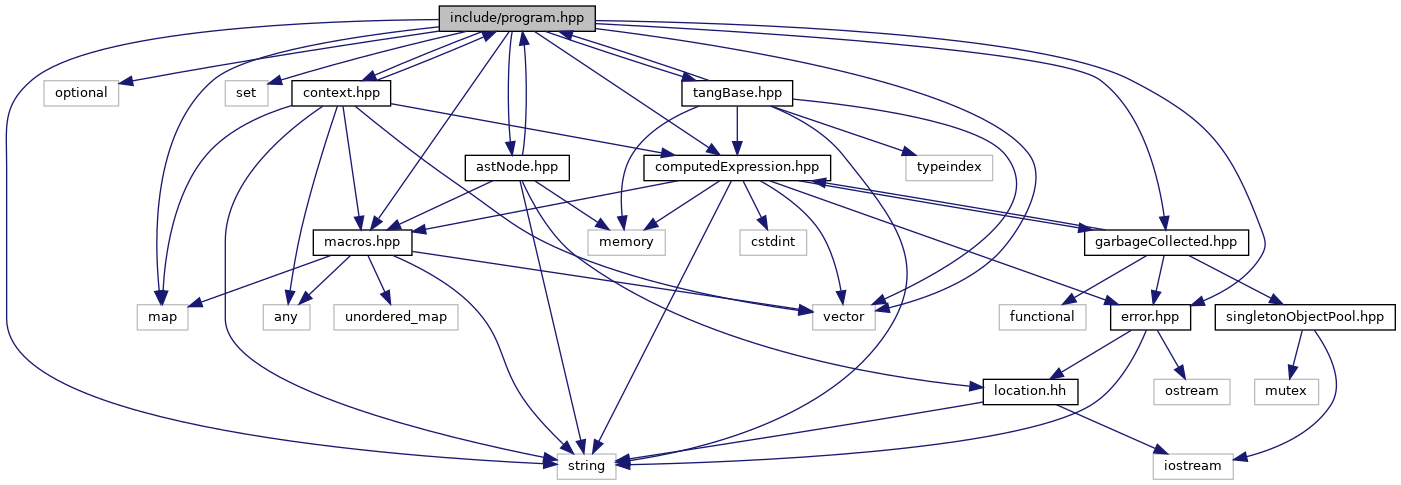 include/program.hpp
optional
set
context.hpp
tangBase.hpp
astNode.hpp
computedExpression.hpp
typeindex
macros.hpp
memory
cstdint
garbageCollected.hpp
map
any
unordered_map
vector
functional
error.hpp
singletonObjectPool.hpp
location.hh
ostream
mutex
string
iostream